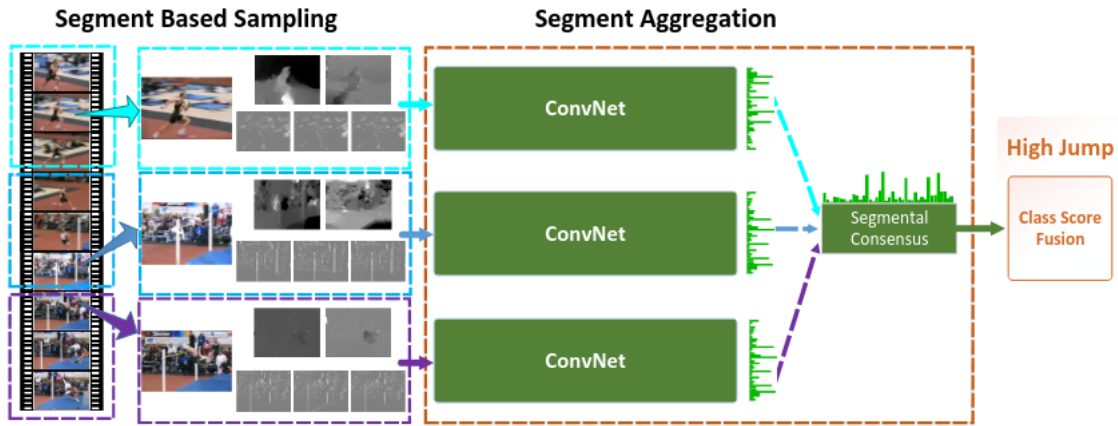 Segment Based Sampling
Segment Aggregation
ConvNet
ConvNet
ConvNet
Segmental
Consensus
High Jump
Class Score
Fusion